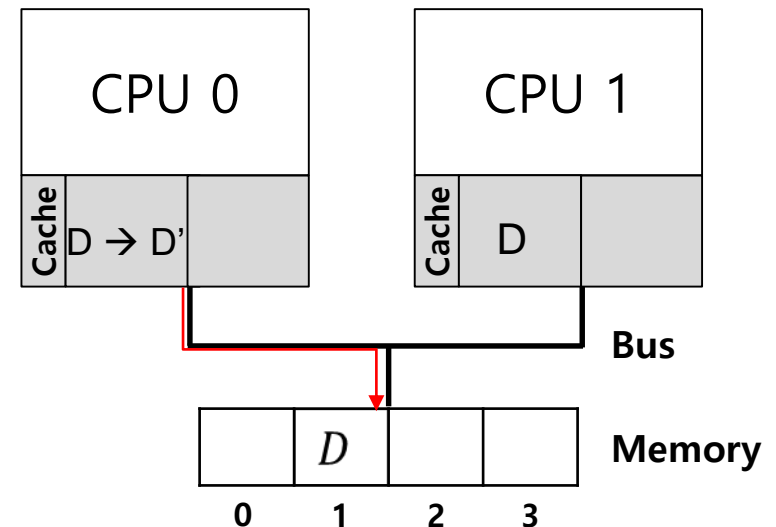 CPU 0
CPU 1
Cache
D → D’
Cache
D
Bus
D
Memory
0 1 2 3